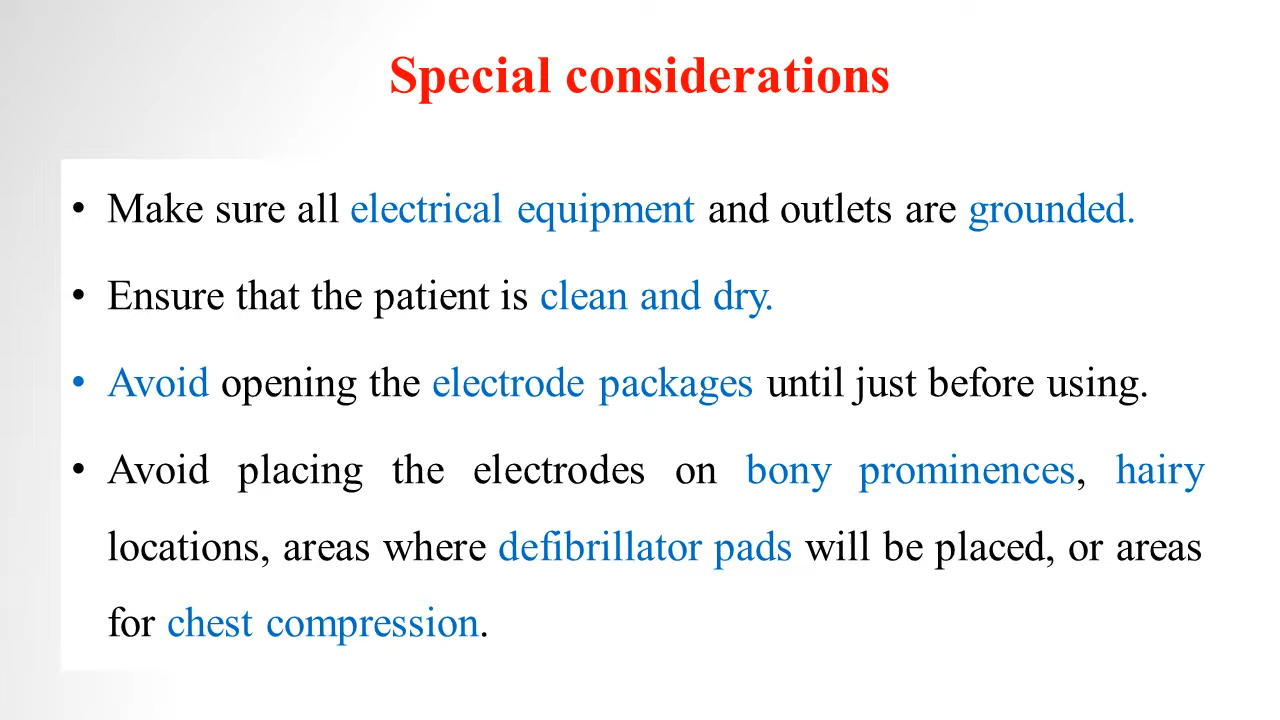 Special considerations
• Make sure all electrical equipment and outlets are grounded.
• Ensure that the patient is clean and dry.
• Avoid opening the electrode packages until just before using.
• Avoid placing the electrodes on bony prominences, hairy
locations, areas where defibrillator pads will be placed, or areas
for chest compression.